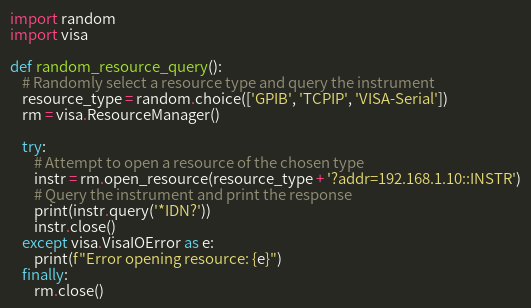 import random
import visa

def random_resource_query():
    # Randomly select a resource type and query the instrument
    resource_type = random.choice(['GPIB', 'TCPIP', 'VISA-Serial'])
    rm = visa.ResourceManager()

    try:
        # Attempt to open a resource of the chosen type
        instr = rm.open_resource(resource_type + '?addr=192.168.1.10::INSTR')
        # Query the instrument and print the response
        print(instr.query('*IDN?'))
        instr.close()
    except visa.VisaIOError as e:
        print(f"Error opening resource: {e}")
    finally:
        rm.close()